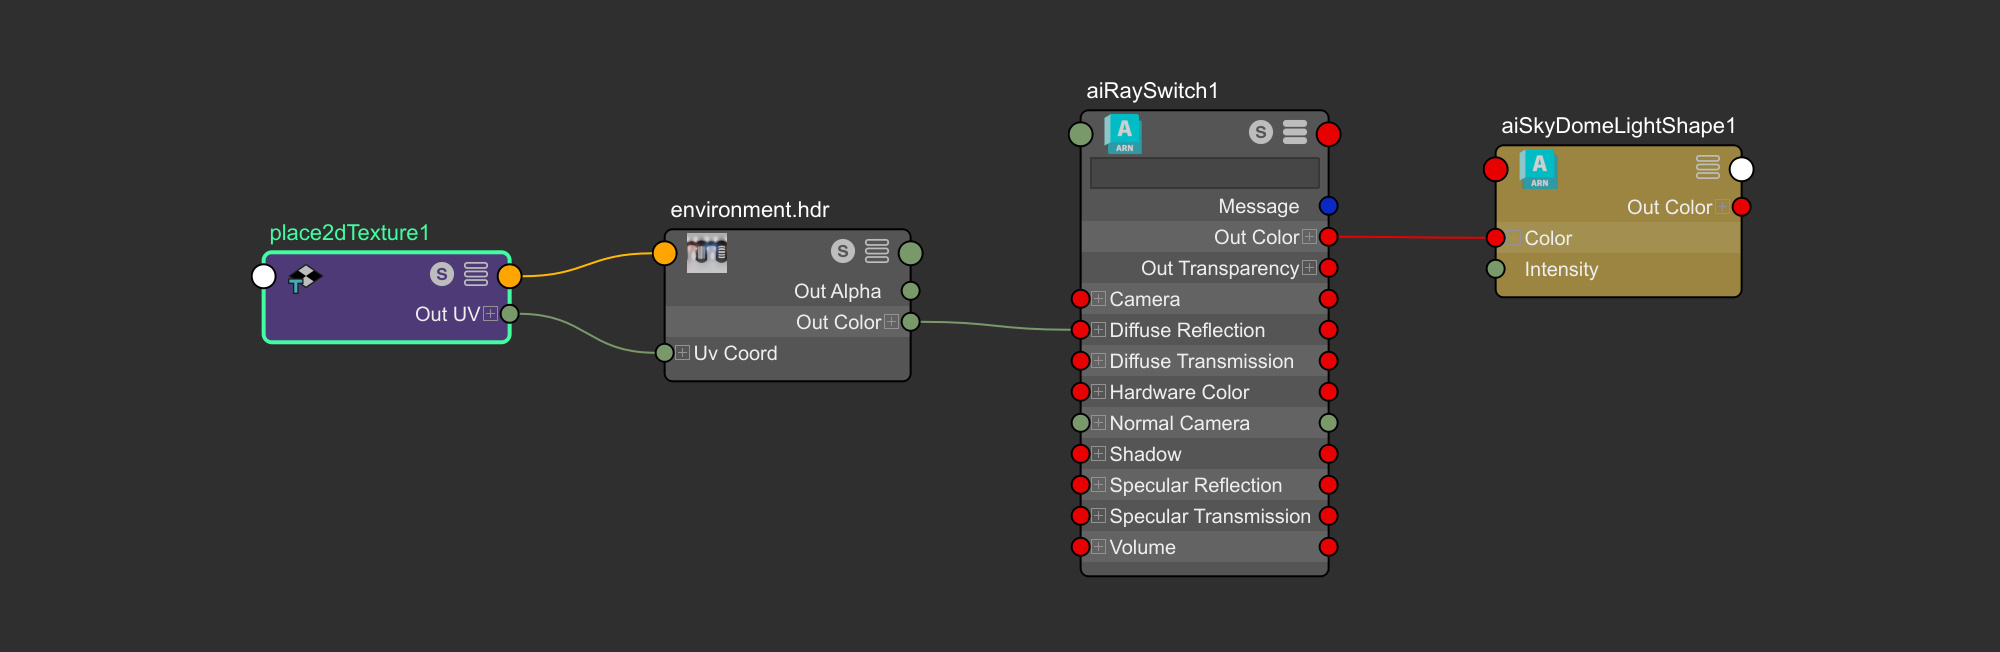 place2dTexture1
S
T
Out UV
environment.hdr
S
Out Alpha
Out Color
Uv Coord
aiRaySwitch1
A
ARN
S
Message
Out Color
Out Transparency
Camera
Diffuse Reflection
Diffuse Transmission
Hardware Color
Normal Camera
Shadow
Specular Reflection
Specular Transmission
Volume
aiSkyDomeLightShape1
A
ARN
Out Color
Color
Intensity